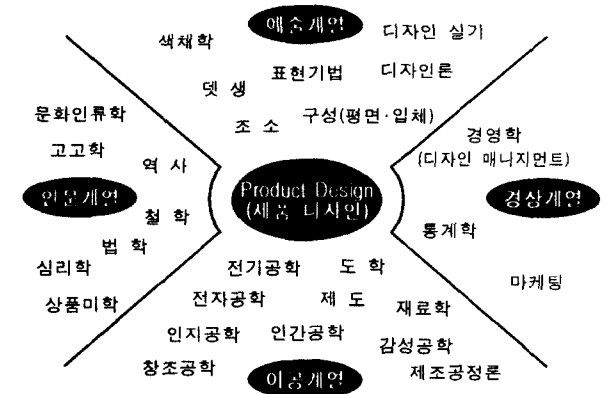 예술계열
색채학
디자인 실기
뎃 생
표현기법
디자인론
조 소
구성(평면·입체)
문화인류학
고고학
역 사
인문계열
철 학
법 학
심리학
상품미학
Product Design
(제품 디자인)
경영학
(디자인 매니지먼트)
경상계열
통계학
마케팅
전기공학
도 학
전자공학
제 도
재료학
인지공학
인간공학
감성공학
창조공학
이공계열
제조공정론